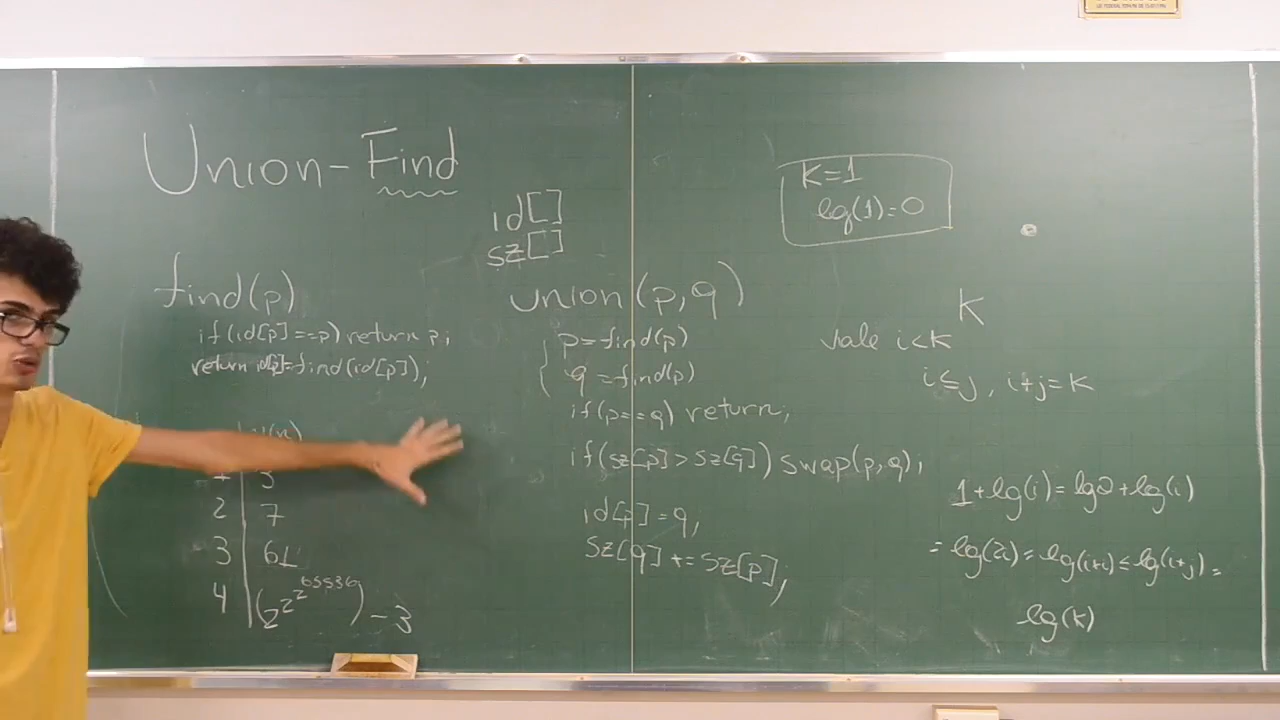 Union-Find
id[]
sz[]
find(p)
if(id[p]==p) return p;
return id[p]=find(id[p]);
1 3
2 7
3 61
4 (2^2^2^65536) - 3
union(p,q)
p=find(p)
q=find(p)
if(p==q) return;
if(sz[p]>sz[q]) swap(p,q);
id[p]=q;
sz[q]+=sz[p];
K=1
lg(1)=0
K
vale i<K
i≤j, i+j=K
1+lg(i)=lg2+lg(i)
=lg(2i)=lg(i+i)≤lg(i+j)=
lg(K)